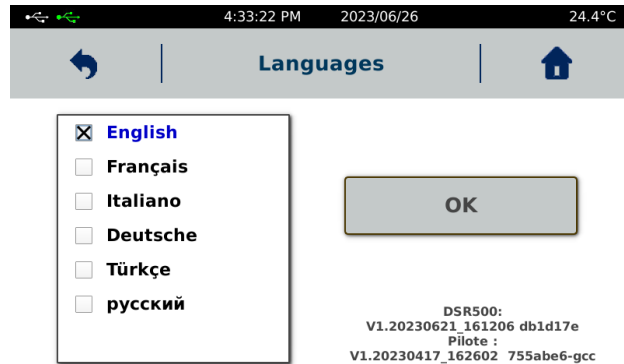 4:33:22 PM 2023/06/26 24.4°C
Languages
English
Français
Italiano
Deutsche
Türkçe
русский
OK
DSR500:
V1.20230621_161206 db1d17e
Pilote :
V1.20230417_162602 755abe6-gcc